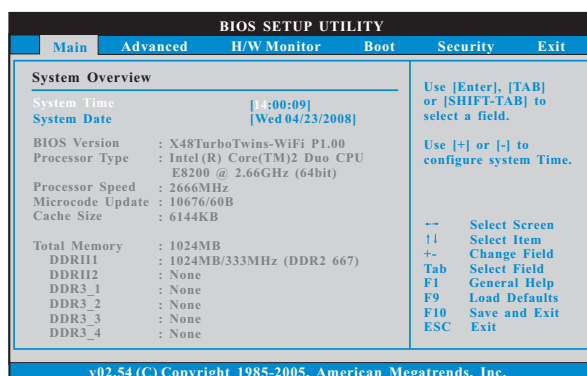 BIOS SETUP UTILITY
Main Advanced H/W Monitor Boot Security Exit
System Overview
System Time [14:00:09]
System Date [Wed 04/23/2008]
BIOS Version : X48TurboTwins-WiFi P1.00
Processor Type : Intel (R) Core(TM)2 Duo CPU
E8200 @ 2.66GHz (64bit)
Processor Speed : 2666MHz
Microcode Update : 10676/60B
Cache Size : 6144KB
Total Memory : 1024MB
DDRII1 : 1024MB/333MHz (DDR2 667)
DDRII2 : None
DDR3_1 : None
DDR3_2 : None
DDR3_3 : None
DDR3_4 : None
Use [Enter], [TAB]
or [SHIFT-TAB] to
select a field.
Use [+] or [-] to
configure system Time.
←→ Select Screen
↑↓ Select Item
+- Change Field
Tab Select Field
F1 General Help
F9 Load Defaults
F10 Save and Exit
ESC Exit
v02.54 (C) Copyright 1985-2005, American Megatrends, Inc.